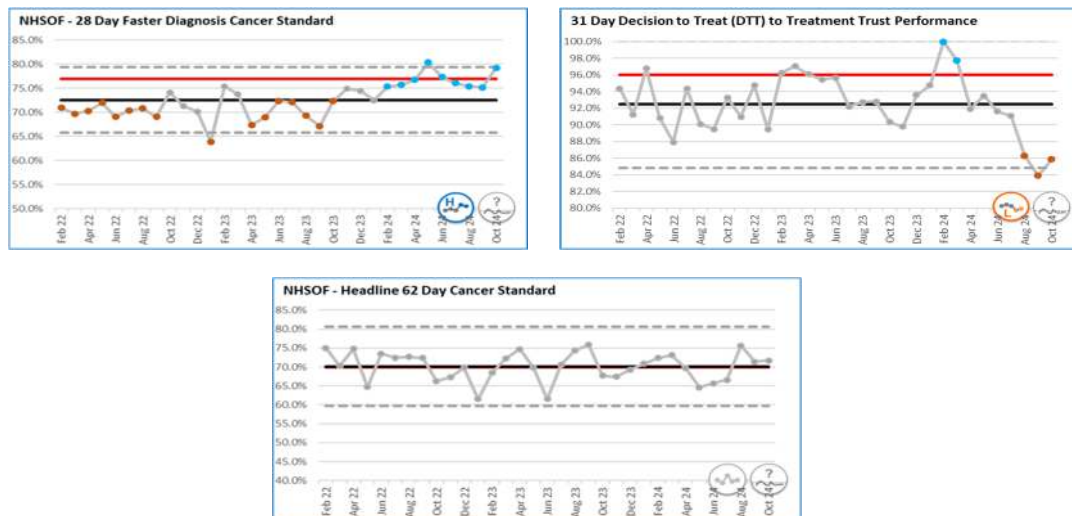 NHSOF - 28 Day Faster Diagnosis Cancer Standard
85.0%
80.0%
75.0%
70.0%
65.0%
60.0%
55.0%
50.0%
Feb 22
Apr 22
Jun 22
Aug 22
Oct 22
Dec 22
Feb 23
Apr 23
Jun 23
Aug 23
Oct 23
Dec 23
Feb 24
Apr 24
Jun 24
Aug 24
Oct 24
H
?
31 Day Decision to Treat (DTT) to Treatment Trust Performance
100.0%
98.0%
96.0%
94.0%
92.0%
90.0%
88.0%
86.0%
84.0%
82.0%
80.0%
Feb 22
Apr 22
Jun 22
Aug 22
Oct 22
Dec 22
Feb 23
Apr 23
Jun 23
Aug 23
Oct 23
Dec 23
Feb 24
Apr 24
Jun 24
Aug 24
Oct 24
L
?
NHSOF - Headline 62 Day Cancer Standard
85.0%
80.0%
75.0%
70.0%
65.0%
60.0%
55.0%
50.0%
45.0%
40.0%
Feb 22
Apr 22
Jun 22
Aug 22
Oct 22
Dec 22
Feb 23
Apr 23
Jun 23
Aug 23
Oct 23
Dec 23
Feb 24
Apr 24
Jun 24
Aug 24
Oct 24
?